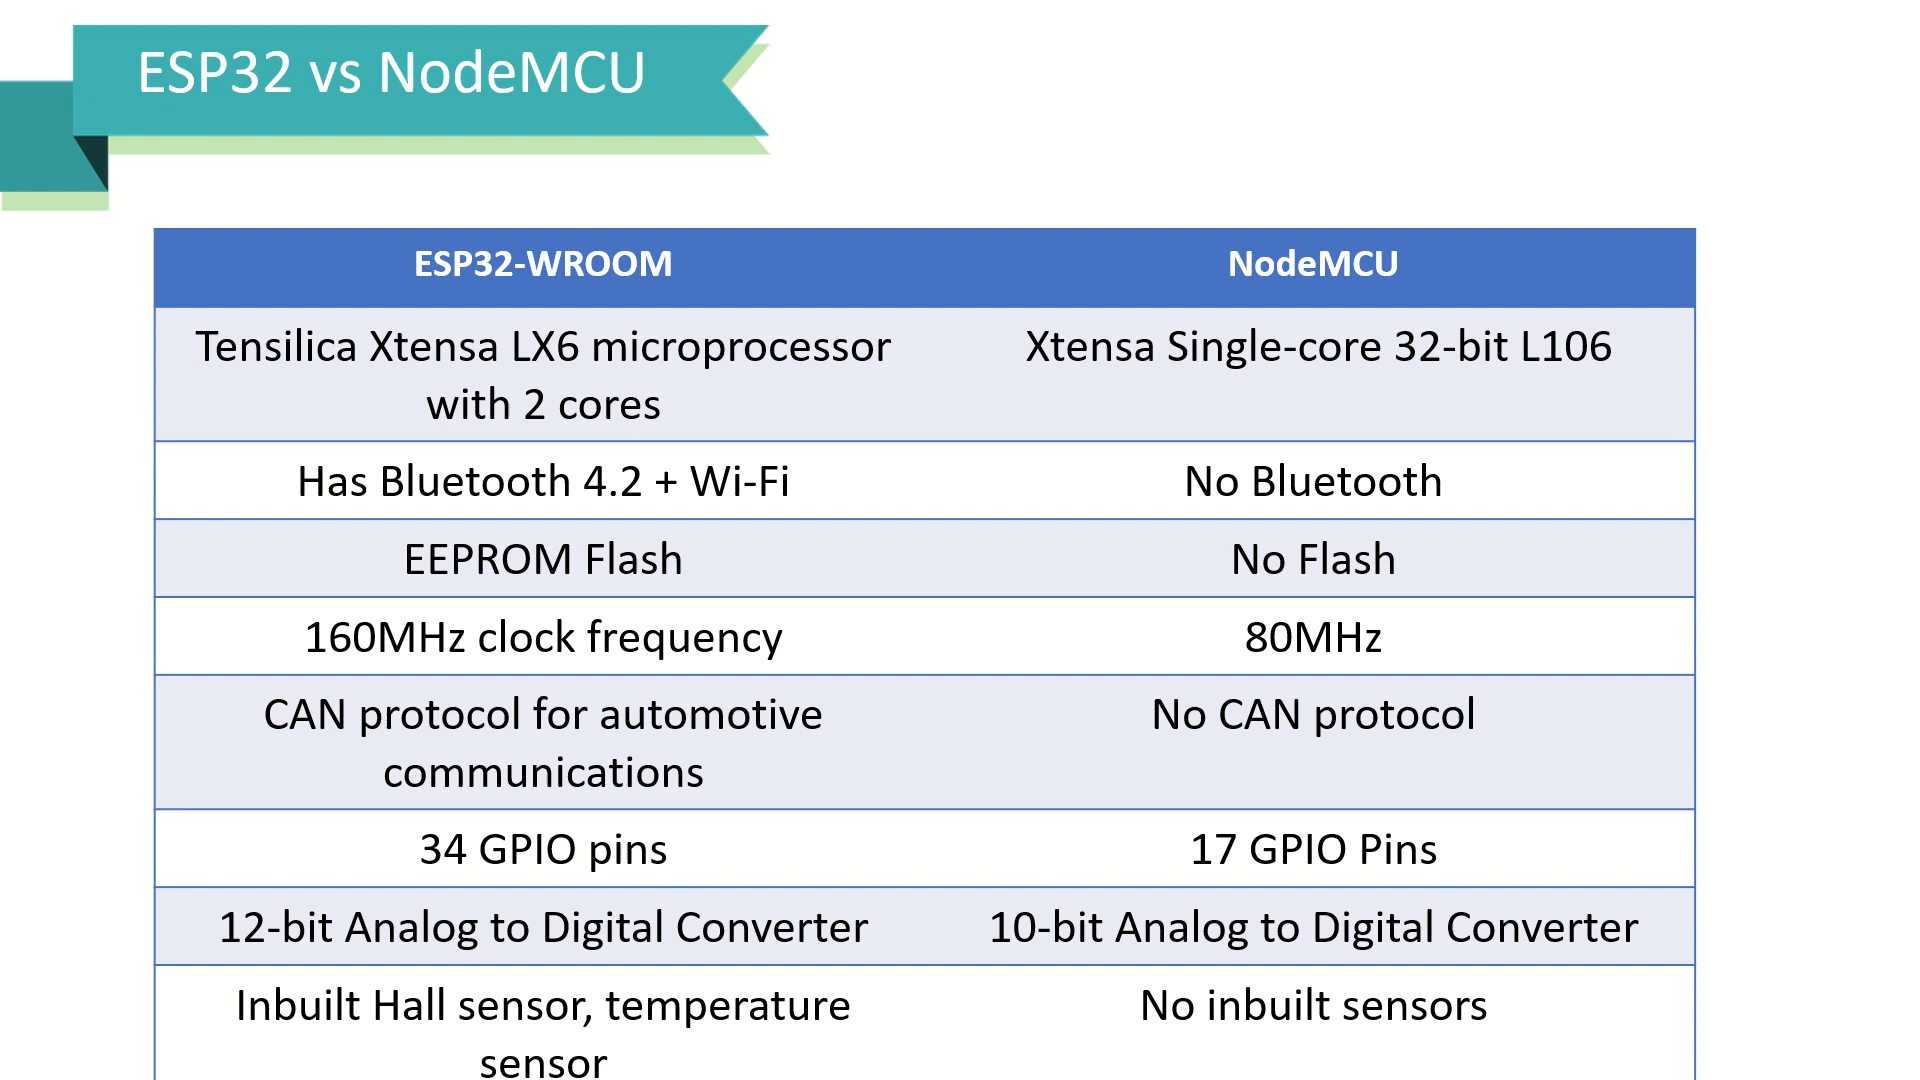 ESP32 vs NodeMCU
ESP32-WROOM NodeMCU
Tensilica Xtensa LX6 microprocessor with 2 cores Xtensa Single-core 32-bit L106
Has Bluetooth 4.2 + Wi-Fi No Bluetooth
EEPROM Flash No Flash
160MHz clock frequency 80MHz
CAN protocol for automotive communications No CAN protocol
34 GPIO pins 17 GPIO Pins
12-bit Analog to Digital Converter 10-bit Analog to Digital Converter
Inbuilt Hall sensor, temperature sensor No inbuilt sensors